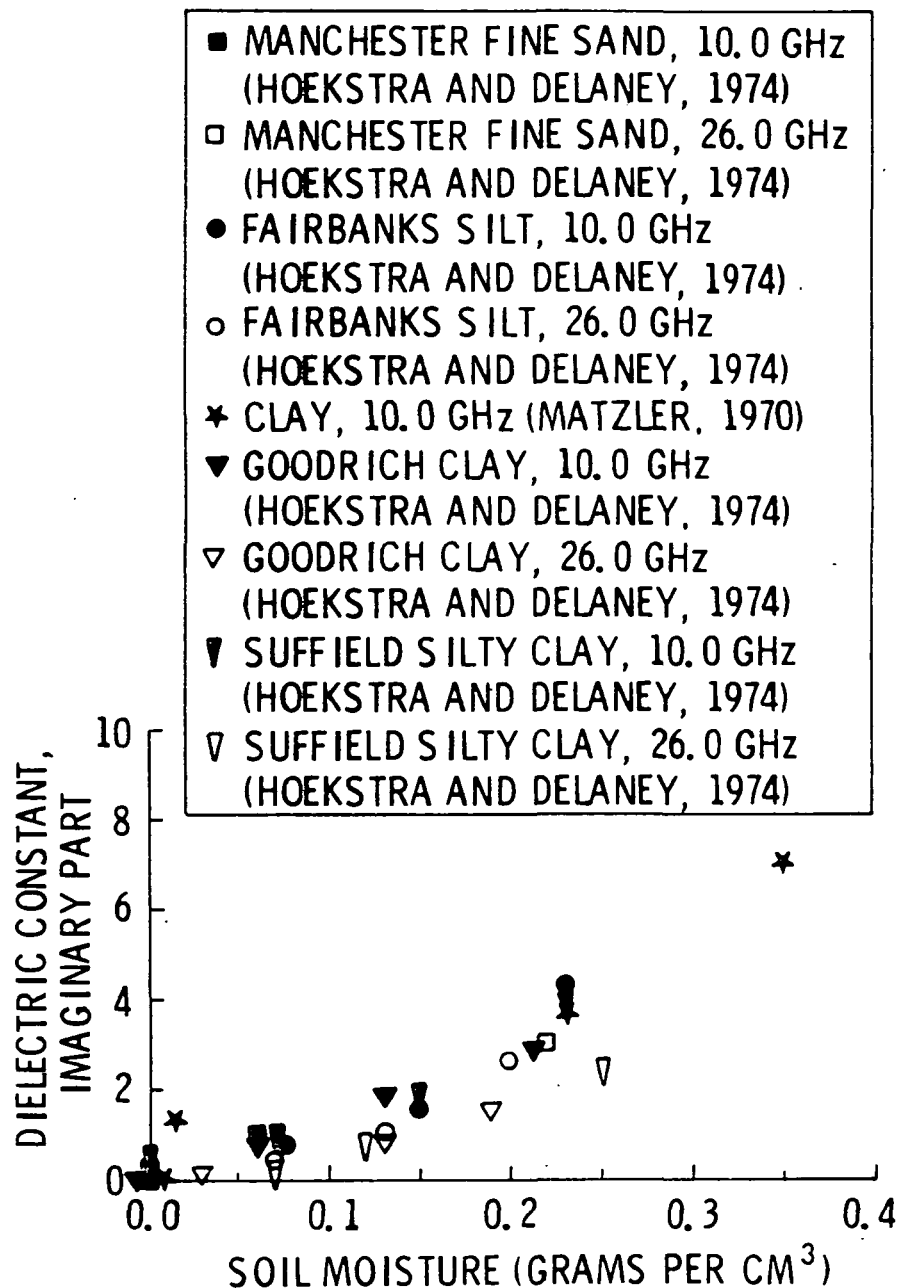 MANCHESTER FINE SAND, 10.0 GHz
(HOEKSTRA AND DELANEY, 1974)
MANCHESTER FINE SAND, 26.0 GHz
(HOEKSTRA AND DELANEY, 1974)
FAIRBANKS SILT, 10.0 GHz
(HOEKSTRA AND DELANEY, 1974)
FAIRBANKS SILT, 26.0 GHz
(HOEKSTRA AND DELANEY, 1974)
CLAY, 10.0 GHz (MATZLER, 1970)
GOODRICH CLAY, 10.0 GHz
(HOEKSTRA AND DELANEY, 1974)
GOODRICH CLAY, 26.0 GHz
(HOEKSTRA AND DELANEY, 1974)
SUFFIELD SILTY CLAY, 10.0 GHz
(HOEKSTRA AND DELANEY, 1974)
SUFFIELD SILTY CLAY, 26.0 GHz
(HOEKSTRA AND DELANEY, 1974)
DIELECTRIC CONSTANT,
IMAGINARY PART
10
8
6
4
2
0
0.0 0.1 0.2 0.3 0.4
SOIL MOISTURE (GRAMS PER CM³)